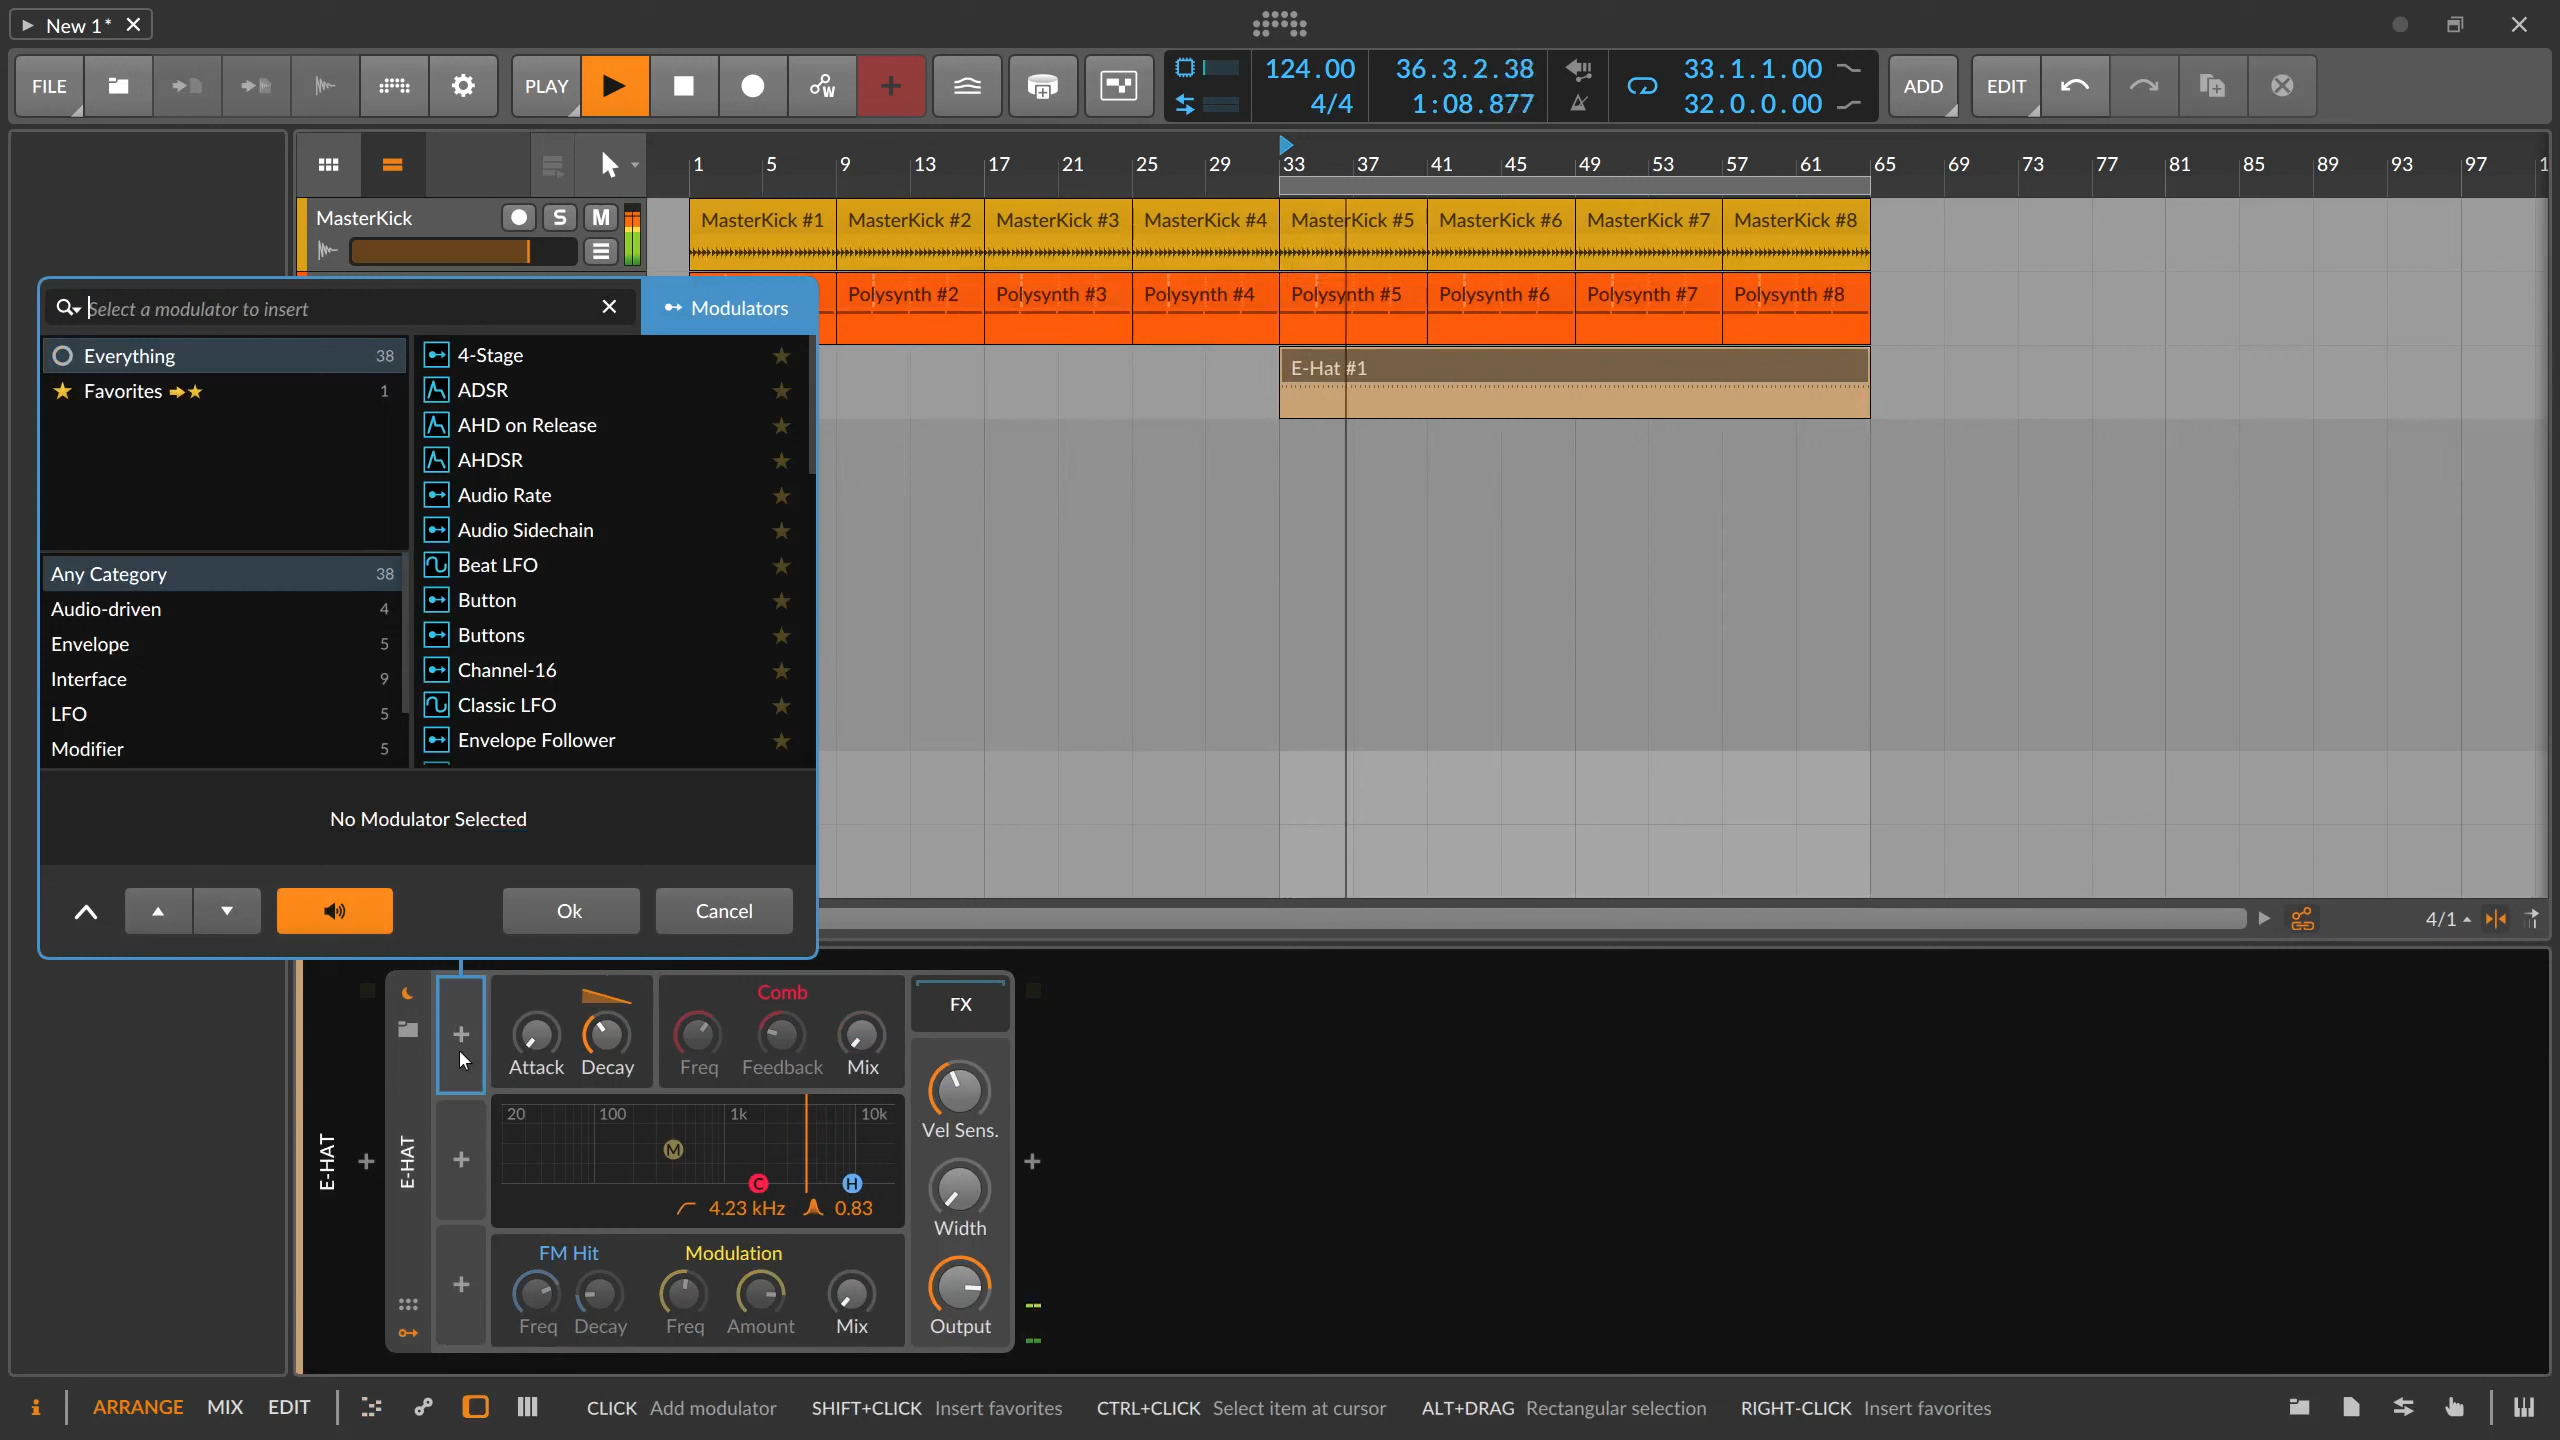 New 1*
FILE
PLAY
124.00
4/4
36.3.2.38
1:08.877
33.1.1.00
32.0.0.00
ADD
EDIT
1 5 9 13 17 21 25 29 33 37 41 45 49 53 57 61 65 69 73 77 81 85 89 93 97
MasterKick S M
MasterKick #1 MasterKick #2 MasterKick #3 MasterKick #4 MasterKick #5 MasterKick #6 MasterKick #7 MasterKick #8
Polysynth #2 Polysynth #3 Polysynth #4 Polysynth #5 Polysynth #6 Polysynth #7 Polysynth #8
E-Hat #1
Select a modulator to insert
Modulators
Everything 38
Favorites 1
Any Category 38
Audio-driven 4
Envelope 5
Interface 9
LFO 5
Modifier 5
4-Stage
ADSR
AHD on Release
AHDSR
Audio Rate
Audio Sidechain
Beat LFO
Button
Buttons
Channel-16
Classic LFO
Envelope Follower
No Modulator Selected
Ok
Cancel
4/1
E-HAT
E-HAT
Attack Decay
Comb
Freq Feedback Mix
20 100 1k 10k
M
C
H
4.23 kHz 0.83
FM Hit
Freq Decay
Modulation
Freq Amount Mix
FX
Vel Sens.
Width
Output
i ARRANGE MIX EDIT
CLICK Add modulator SHIFT+CLICK Insert favorites CTRL+CLICK Select item at cursor ALT+DRAG Rectangular selection RIGHT-CLICK Insert favorites